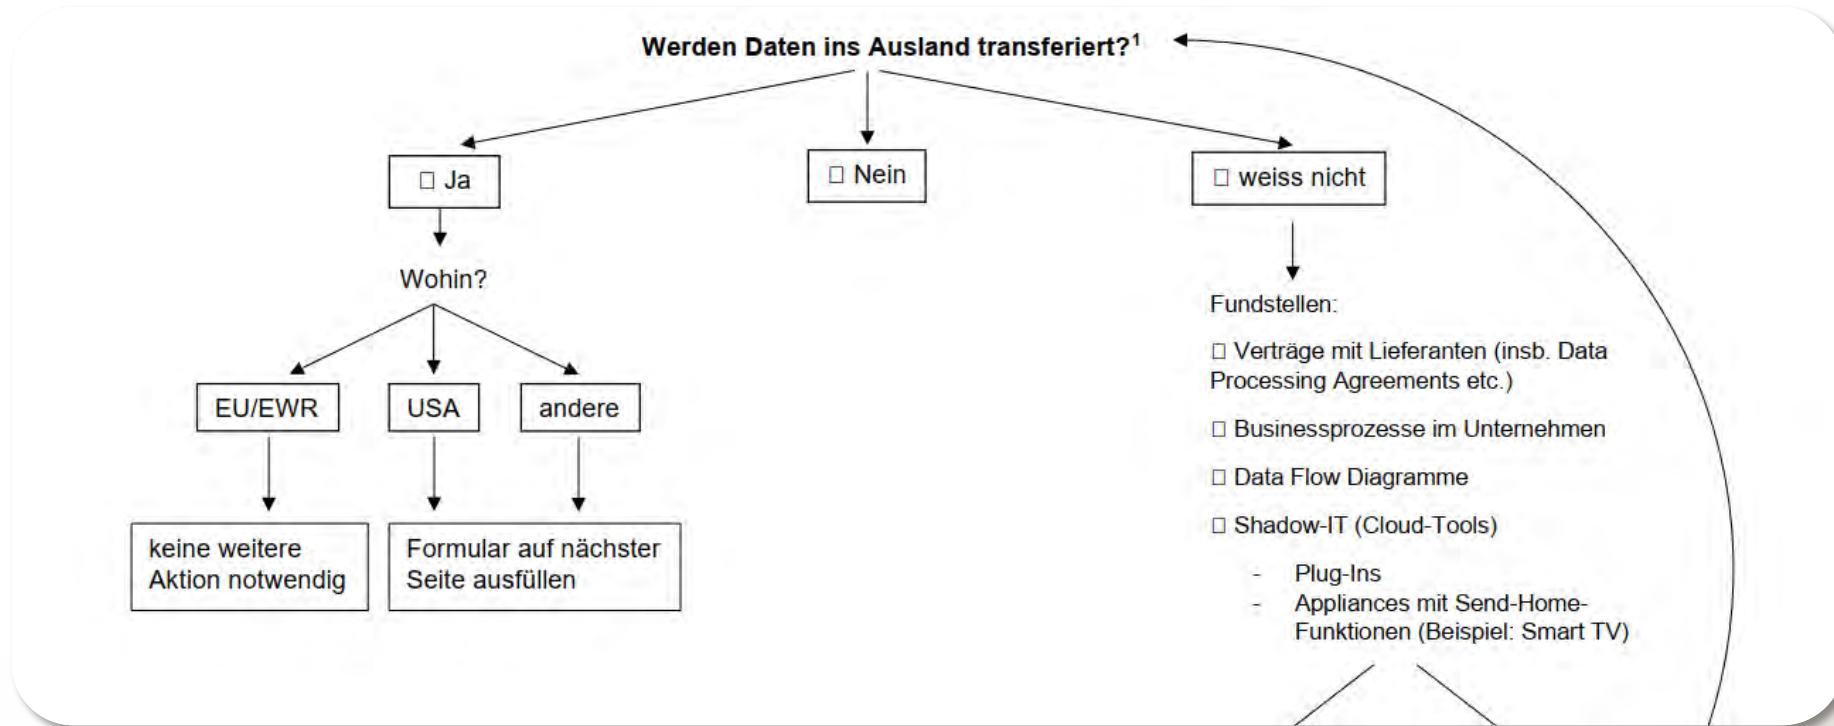 Werden Daten ins Ausland transferiert?¹
☐ Ja
☐ Nein
☐ weiss nicht
Wohin?
EU/EWR
USA
andere
keine weitere
Aktion notwendig
Formular auf nächster
Seite ausfüllen
Fundstellen:
☐ Verträge mit Lieferanten (insb. Data
Processing Agreements etc.)
☐ Businessprozesse im Unternehmen
☐ Data Flow Diagramme
☐ Shadow-IT (Cloud-Tools)
- Plug-Ins
- Appliances mit Send-Home-
Funktionen (Beispiel: Smart TV)